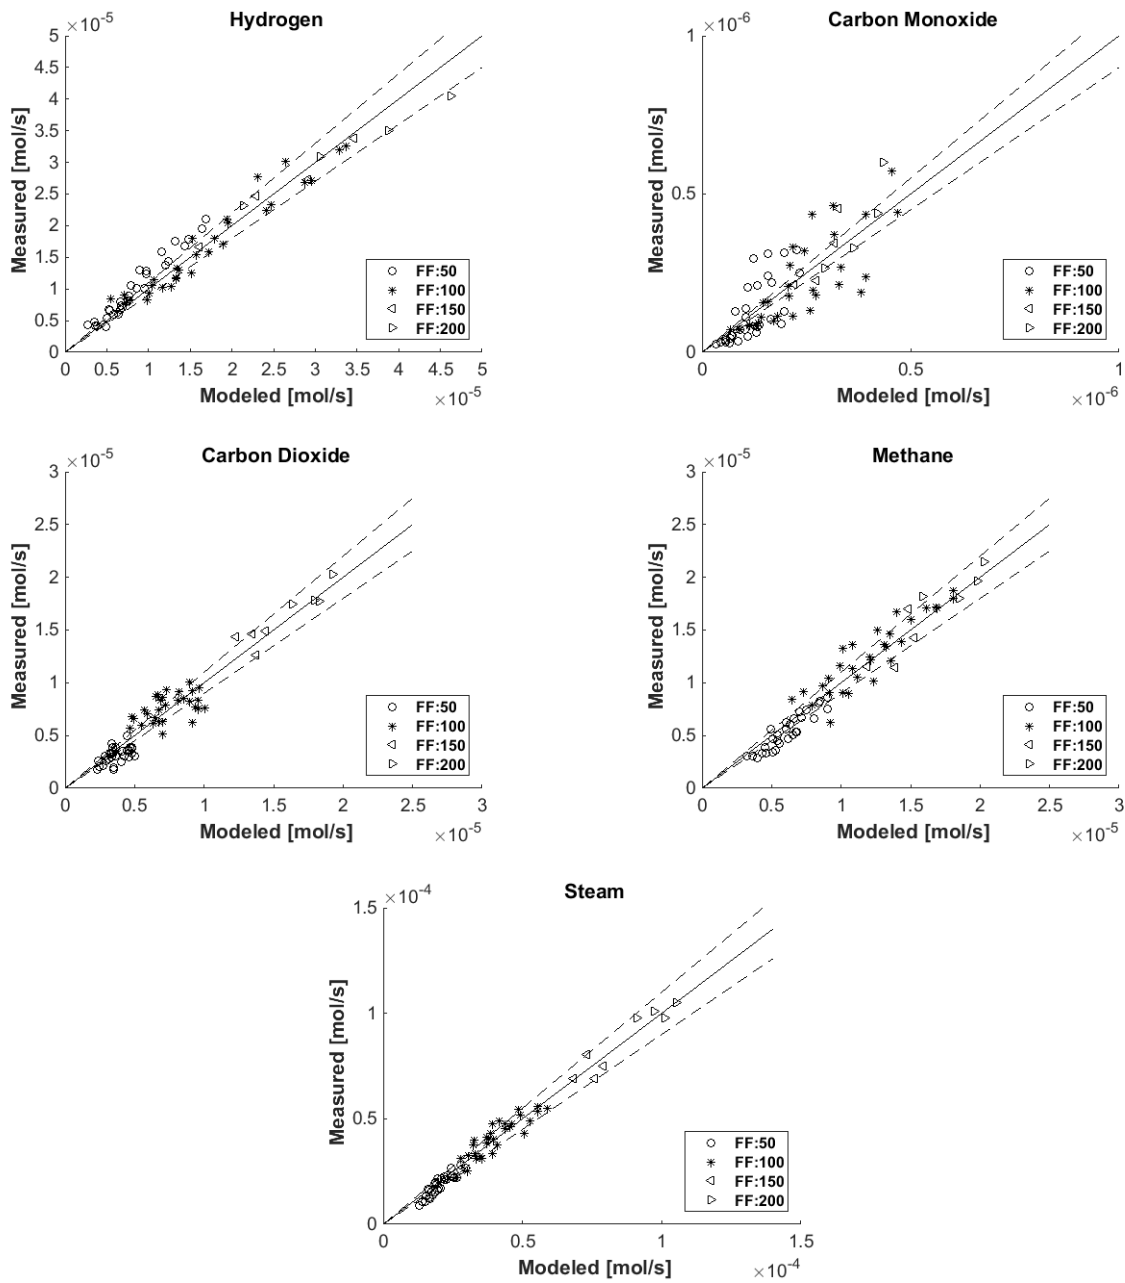 Hydrogen
×10⁻⁵
5
4.5
4
3.5
3
2.5
2
1.5
1
0.5
0
Measured [mol/s]
0 0.5 1 1.5 2 2.5 3 3.5 4 4.5 5
Modeled [mol/s]
×10⁻⁵
FF:50
FF:100
FF:150
FF:200
Carbon Monoxide
×10⁻⁶
1
0.5
0
Measured [mol/s]
0 0.5 1
Modeled [mol/s]
×10⁻⁶
FF:50
FF:100
FF:150
FF:200
Carbon Dioxide
×10⁻⁵
3
2.5
2
1.5
1
0.5
0
Measured [mol/s]
0 0.5 1 1.5 2 2.5 3
Modeled [mol/s]
×10⁻⁵
FF:50
FF:100
FF:150
FF:200
Methane
×10⁻⁵
3
2.5
2
1.5
1
0.5
0
Measured [mol/s]
0 0.5 1 1.5 2 2.5 3
Modeled [mol/s]
×10⁻⁵
FF:50
FF:100
FF:150
FF:200
Steam
×10⁻⁴
1.5
1
0.5
0
Measured [mol/s]
0 0.5 1 1.5
Modeled [mol/s]
×10⁻⁴
FF:50
FF:100
FF:150
FF:200